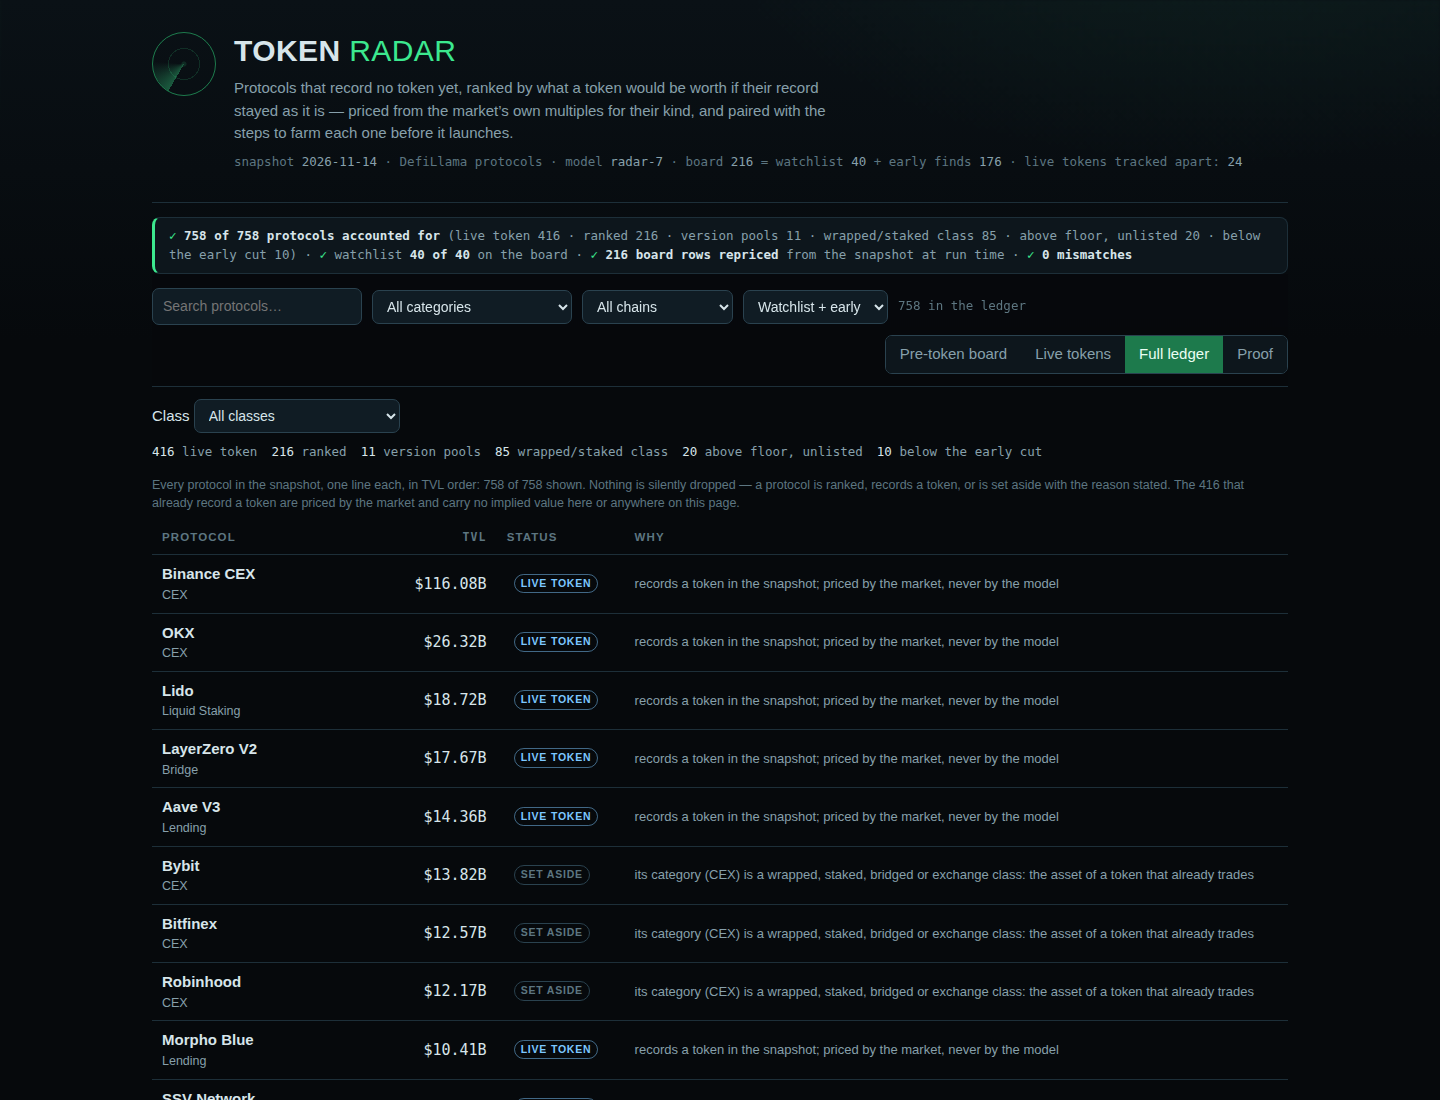 TOKEN RADAR
Protocols that record no token yet, ranked by what a token would be worth if their record
stayed as it is — priced from the market’s own multiples for their kind, and paired with the
steps to farm each one before it launches.
snapshot 2026-11-14 · DefiLlama protocols · model radar-7 · board 216 = watchlist 40 + early finds 176 · live tokens tracked apart: 24
✓ 758 of 758 protocols accounted for (live token 416 · ranked 216 · version pools 11 · wrapped/staked class 85 · above floor, unlisted 20 · below
the early cut 10) · ✓ watchlist 40 of 40 on the board · ✓ 216 board rows repriced from the snapshot at run time · ✓ 0 mismatches
Search protocols… All categories All chains Watchlist + early 758 in the ledger
Pre-token board Live tokens Full ledger Proof
Class All classes
416 live token 216 ranked 11 version pools 85 wrapped/staked class 20 above floor, unlisted 10 below the early cut
Every protocol in the snapshot, one line each, in TVL order: 758 of 758 shown. Nothing is silently dropped — a protocol is ranked, records a token, or is set aside with the reason stated. The 416 that
already record a token are priced by the market and carry no implied value here or anywhere on this page.
PROTOCOL TVL STATUS WHY
Binance CEX $116.08B LIVE TOKEN records a token in the snapshot; priced by the market, never by the model
CEX
OKX $26.32B LIVE TOKEN records a token in the snapshot; priced by the market, never by the model
CEX
Lido $18.72B LIVE TOKEN records a token in the snapshot; priced by the market, never by the model
Liquid Staking
LayerZero V2 $17.67B LIVE TOKEN records a token in the snapshot; priced by the market, never by the model
Bridge
Aave V3 $14.36B LIVE TOKEN records a token in the snapshot; priced by the market, never by the model
Lending
Bybit $13.82B SET ASIDE its category (CEX) is a wrapped, staked, bridged or exchange class: the asset of a token that already trades
CEX
Bitfinex $12.57B SET ASIDE its category (CEX) is a wrapped, staked, bridged or exchange class: the asset of a token that already trades
CEX
Robinhood $12.17B SET ASIDE its category (CEX) is a wrapped, staked, bridged or exchange class: the asset of a token that already trades
CEX
Morpho Blue $10.41B LIVE TOKEN records a token in the snapshot; priced by the market, never by the model
Lending
SSV Network